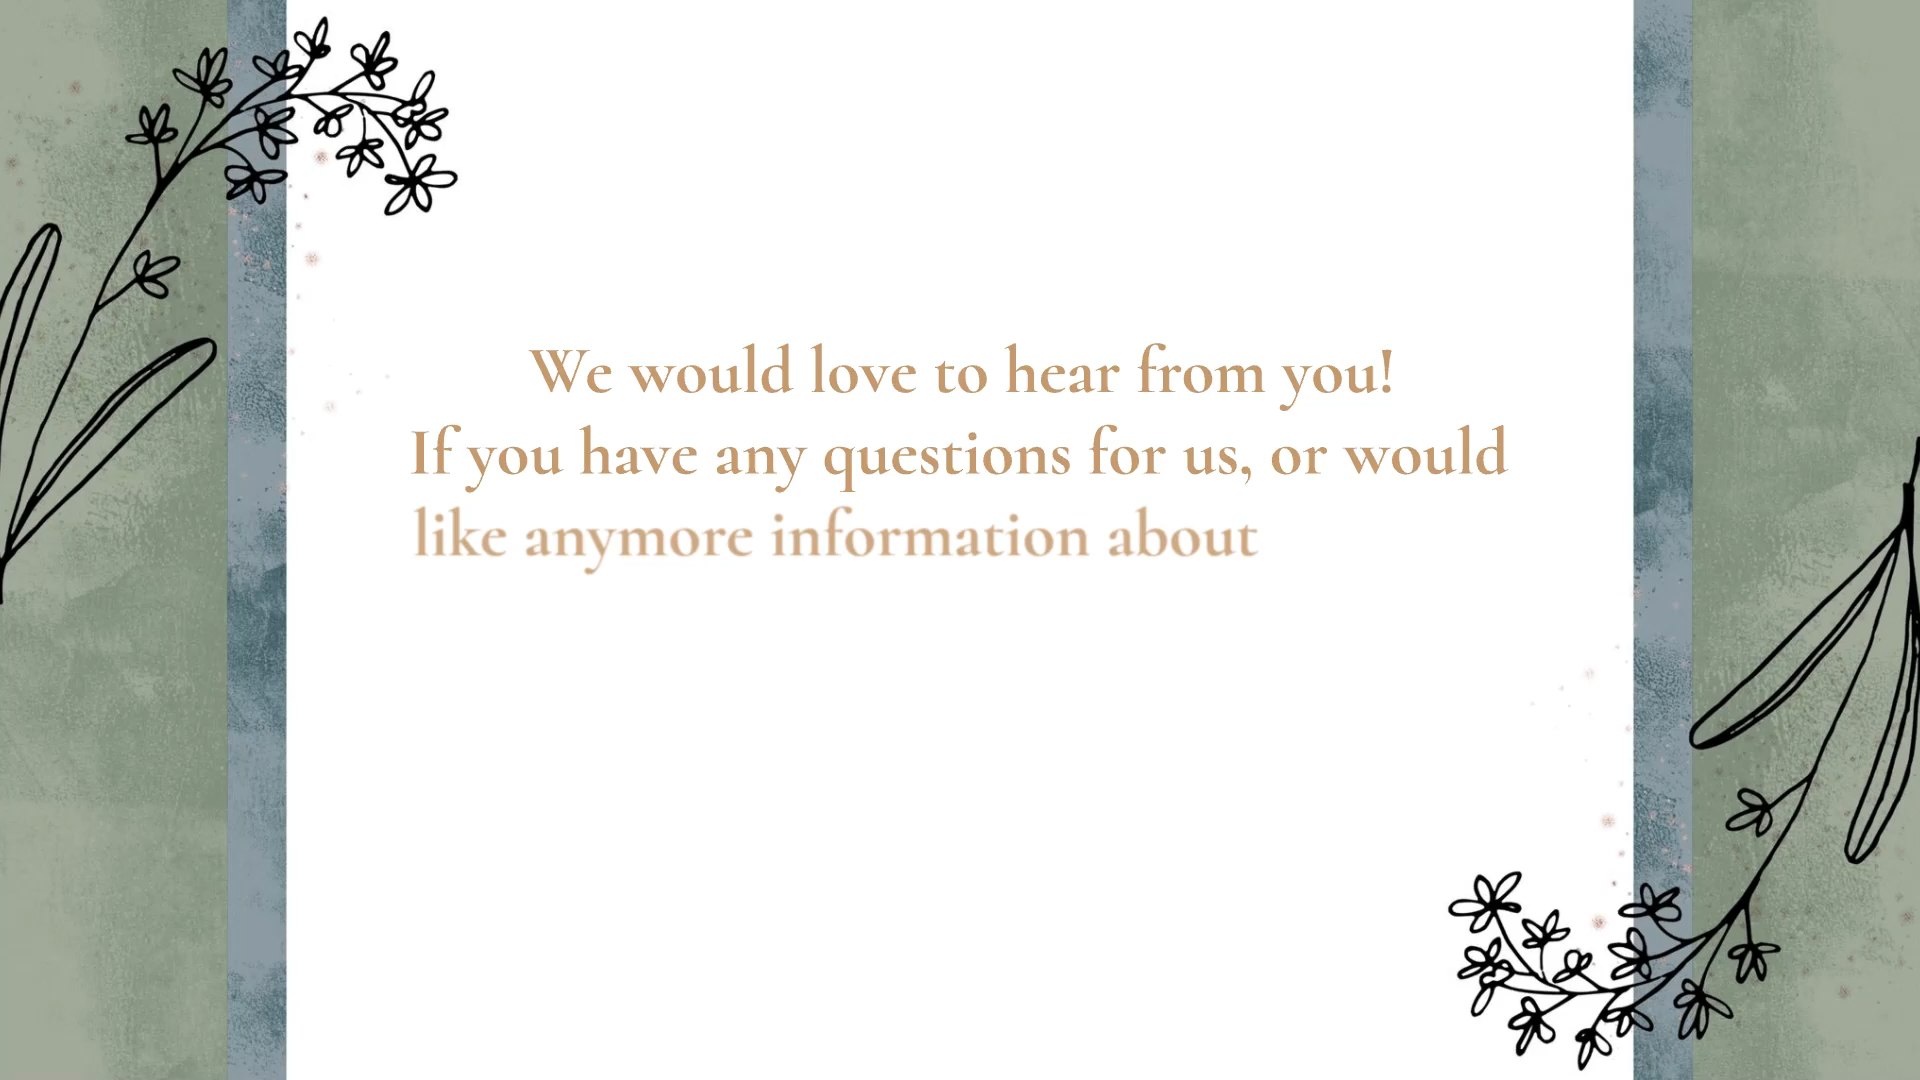 We would love to hear from you!
If you have any questions for us, or would
like anymore information about